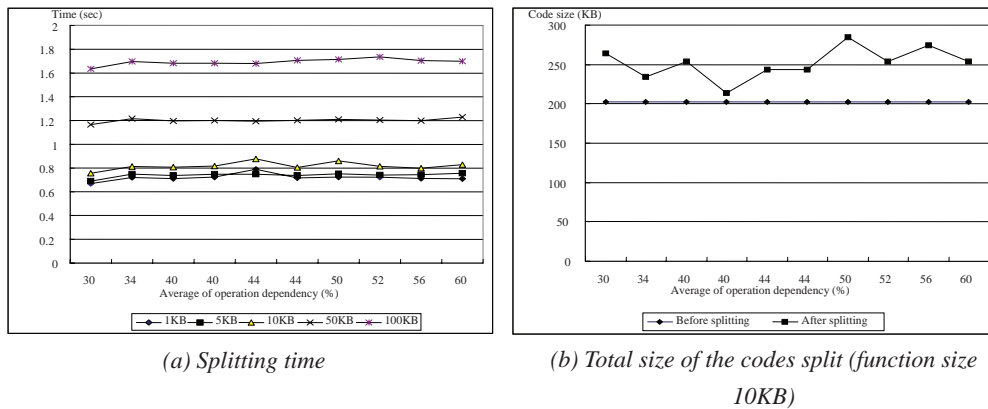 Time (sec)
2
1.8
1.6
1.4
1.2
1
0.8
0.6
0.4
0.2
0
30 34 40 40 44 44 50 52 56 60
Average of operation dependency (%)
1KB 5KB 10KB 50KB 100KB
(a) Splitting time
Code size (KB)
300
250
200
150
100
50
0
30 34 40 40 44 44 50 52 56 60
Average of operation dependency (%)
Before splitting After splitting
(b) Total size of the codes split (function size
10KB)